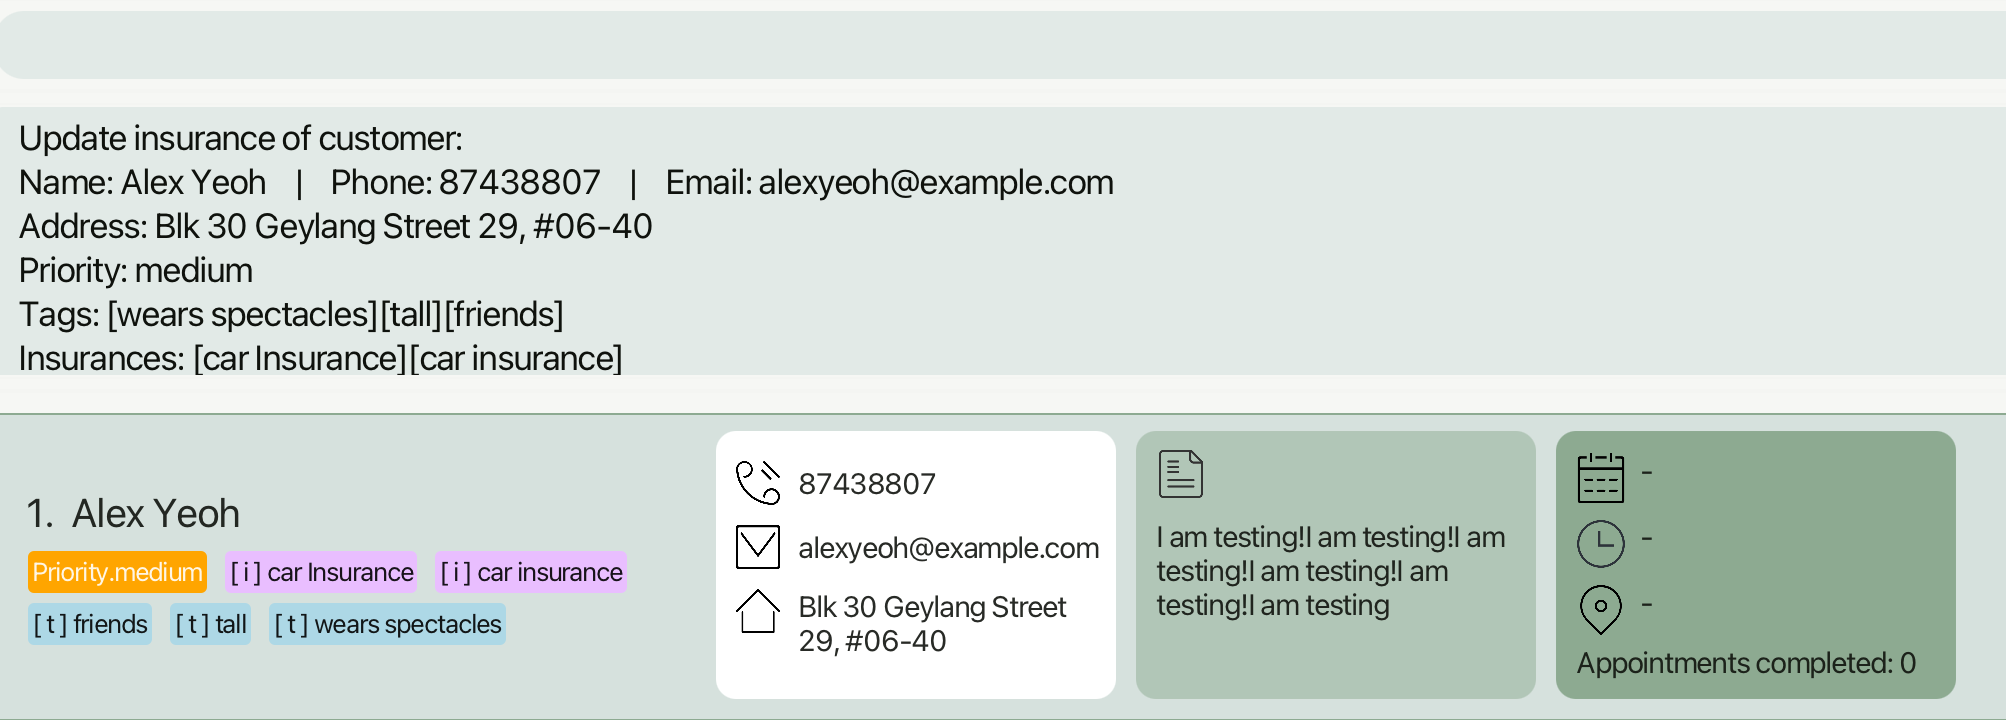 Update insurance of customer:
Name: Alex Yeoh | Phone: 87438807 | Email: alexyeoh@example.com
Address: Blk 30 Geylang Street 29, #06-40
Priority: medium
Tags: [wears spectacles][tall][friends]
Insurances: [car Insurance][car insurance]
1. Alex Yeoh
Priority.medium [ i ] car Insurance [ i ] car insurance
[ t ] friends [ t ] tall [ t ] wears spectacles
87438807
alexyeoh@example.com
Blk 30 Geylang Street
29, #06-40
I am testing!I am testing!I am
testing!I am testing!I am
testing!I am testing
-
-
-
Appointments completed: 0